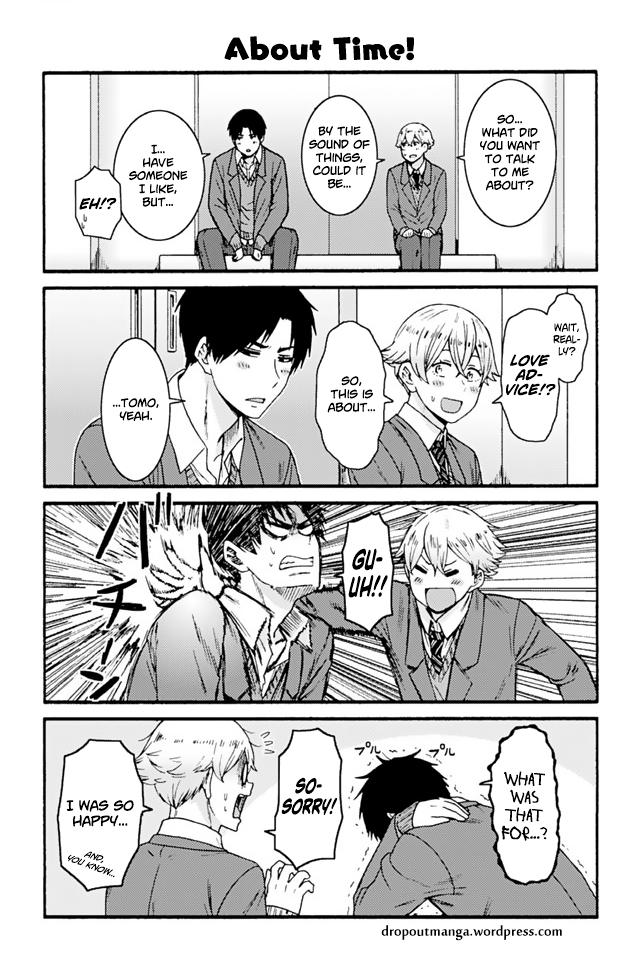 About Time!
SO...
WHAT DID
YOU WANT
TO TALK
TO ME
ABOUT?
BY THE
SOUND OF
THINGS,
COULD IT
BE...
I...
HAVE
SOMEONE
I LIKE,
BUT...
EH!?
WAIT,
REAL-
LY?
LOVE
AD-
VICE!?
SO,
THIS IS
ABOUT...
...TOMO,
YEAH.
GU-
UH!!
バチーン
WHAT
WAS
THAT
FOR...?
プル
プル
SO-
SORRY!
I WAS SO
HAPPY...
AND,
YOU KNOW..
dropoutmanga.wordpress.com